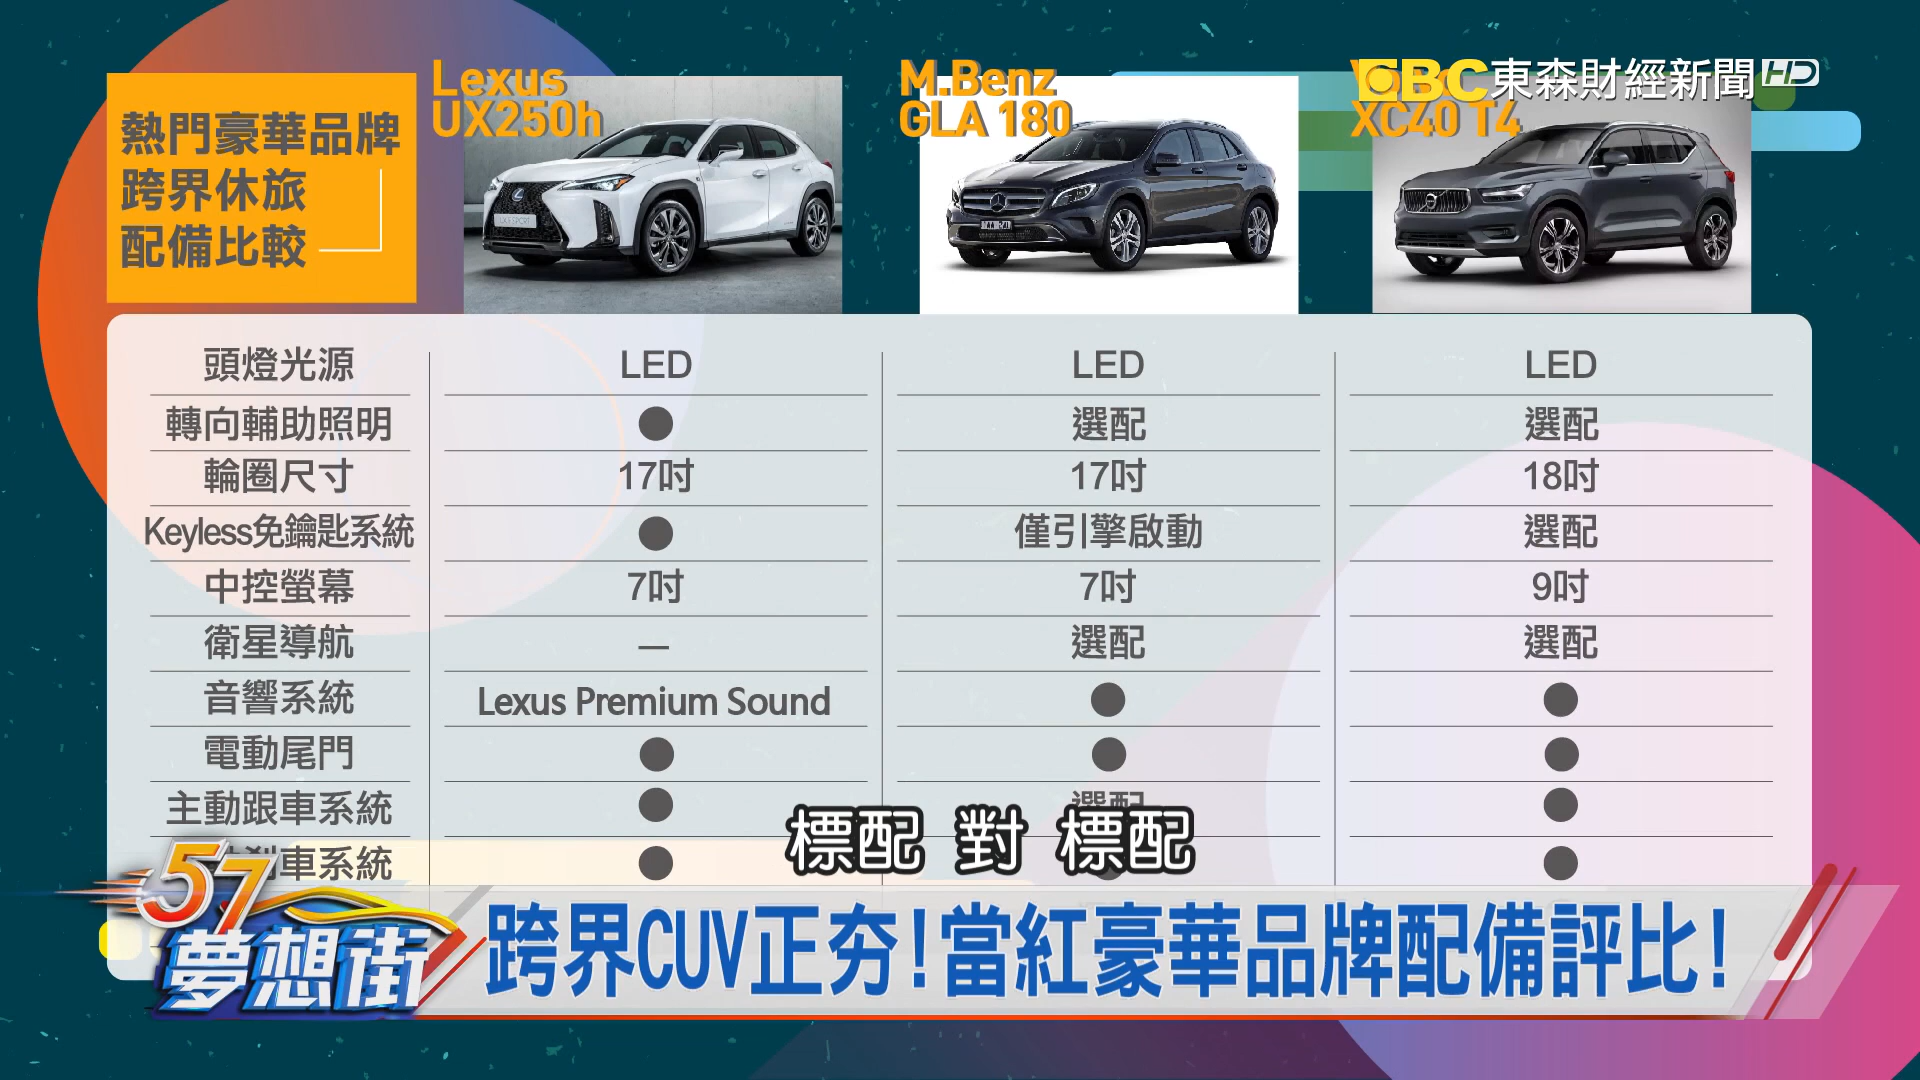 熱門豪華品牌
跨界休旅
配備比較
Lexus
UX250h
M.Benz
GLA 180
XC40 T4
EBC東森財經新聞HD
頭燈光源 LED LED LED
轉向輔助照明 ● 選配 選配
輪圈尺寸 17吋 17吋 18吋
Keyless免鑰匙系統 ● 僅引擎啟動 選配
中控螢幕 7吋 7吋 9吋
衛星導航 — 選配 選配
音響系統 Lexus Premium Sound ● ●
電動尾門 ● ● ●
主動跟車系統 ● 選配 ●
剎車系統 ● ● ●
標配 對 標配
57
夢想街
跨界CUV正夯!當紅豪華品牌配備評比!